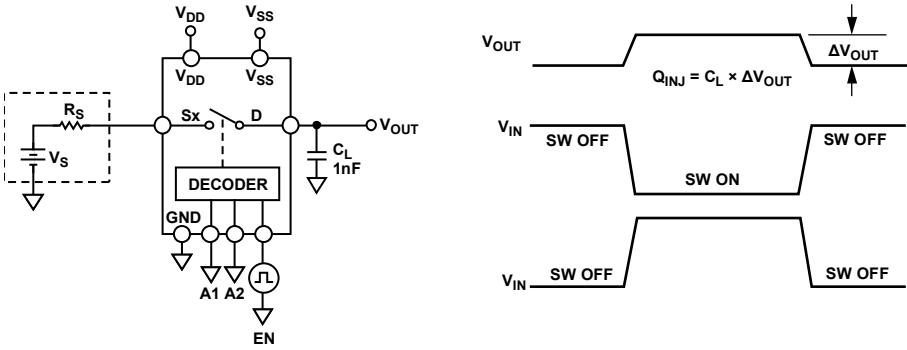 VDD
VSS
VDD
VSS
RS
VS
Sx
D
VOUT
CL
1nF
DECODER
GND
A1 A2
EN
VOUT
ΔVOUT
QINJ = CL × ΔVOUT
VIN
SW OFF
SW OFF
SW ON
VIN
SW OFF
SW OFF